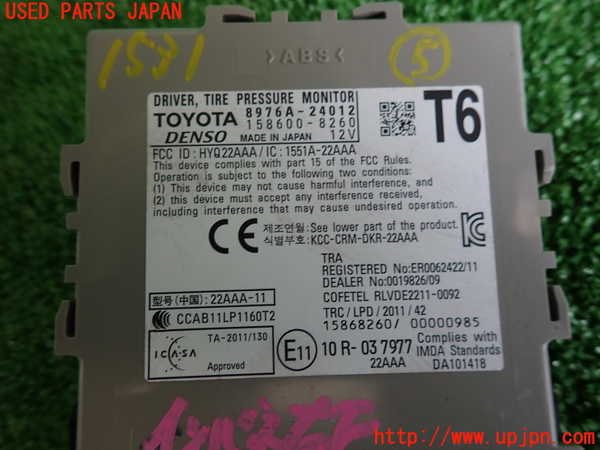 USED PARTS JAPAN
>ABS<
1531
5
DRIVER, TIRE PRESSURE MONITOR
TOYOTA 8976A-24012
158600-8260
DENSO MADE IN JAPAN 12V
T6
FCC ID : HYQ22AAA / IC : 1551A-22AAA
This device complies with part 15 of the FCC Rules.
Operation is subject to the following two conditions:
(1) This device may not cause harmful interference, and
(2) this device must accept any interference received,
including interference that may cause undesired operation.
CE
제조연월: See lower part of the product.
식별부호: KCC-CRM-DKR-22AAA
TRA
REGISTERED No:ER0062422/11
DEALER No:0019826/09
COFETEL RLVDE2211-0092
型号(中国): 22AAA-11
CCAB11LP1160T2
TRC / LPD / 2011 / 42
15868260/ 00000985
ICASA
TA-2011/130
Approved
E11 10 R- 03 7977
22AAA
Complies with
IMDA Standards
DA101418
http://www.upjpn.com/